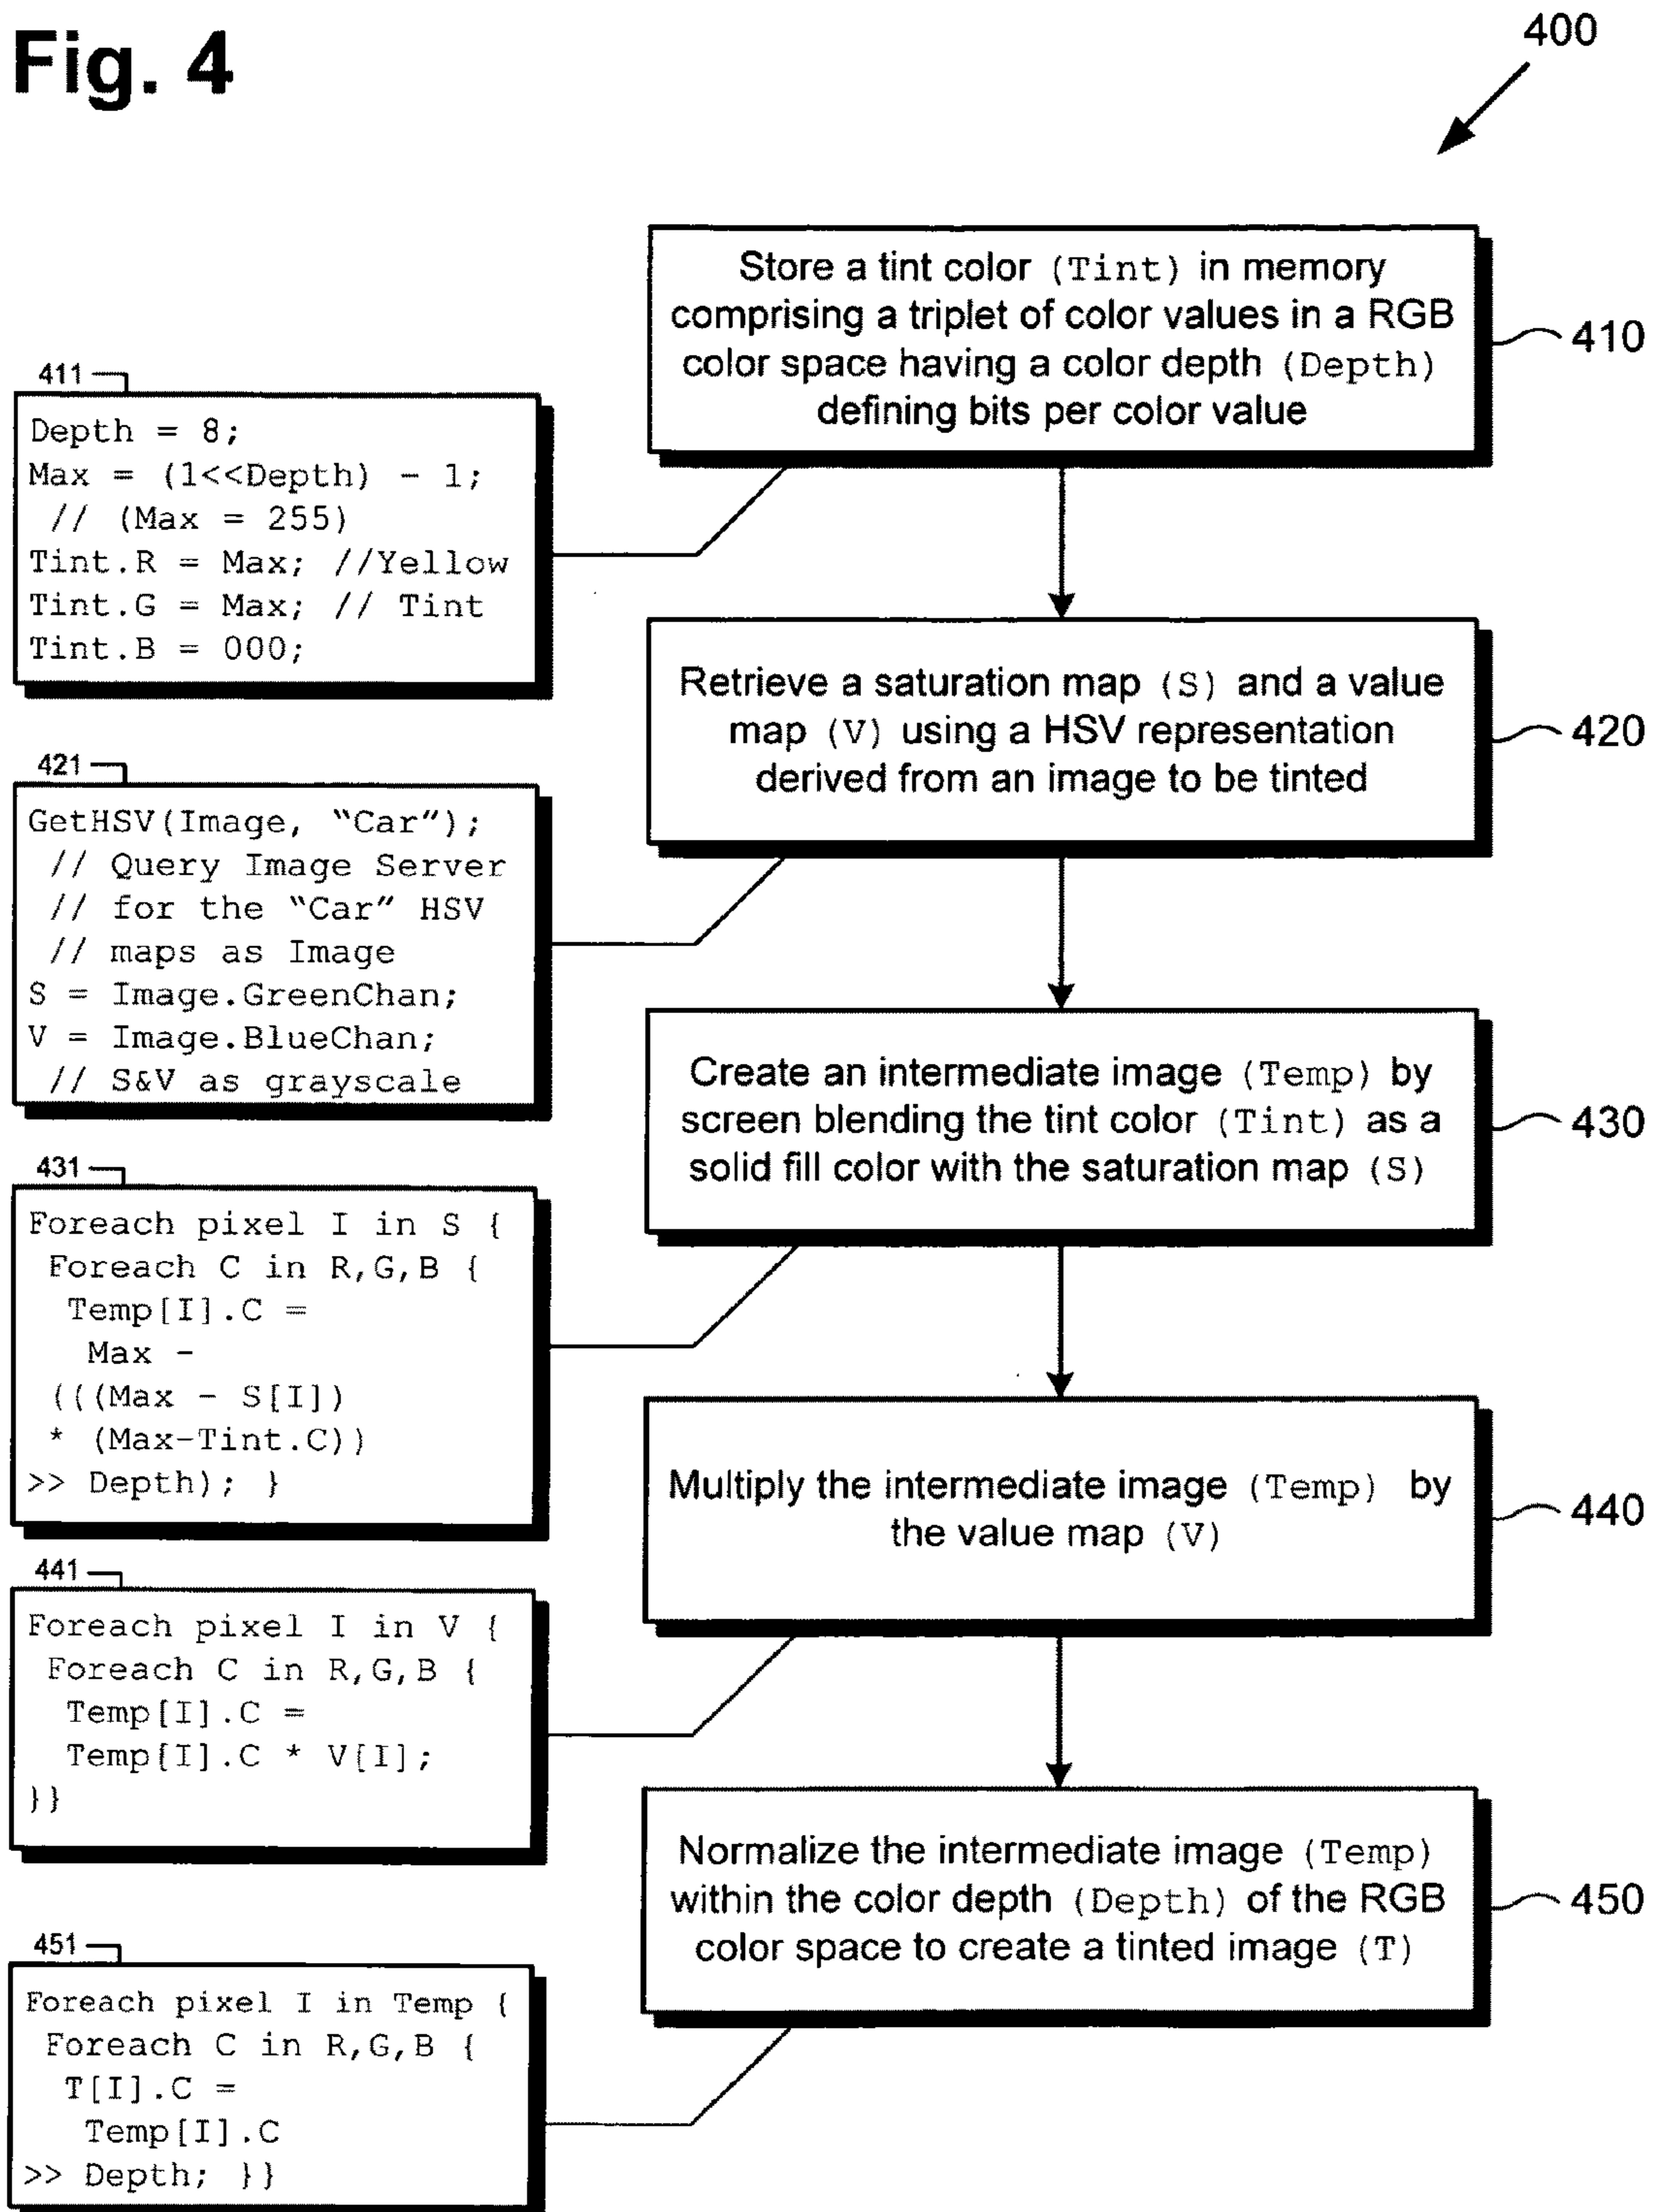 Fig. 4
400
Store a tint color (Tint) in memory
comprising a triplet of color values in a RGB
color space having a color depth (Depth)
defining bits per color value
410
411
Depth = 8;
Max = (1<<Depth) - 1;
// (Max = 255)
Tint.R = Max; //Yellow
Tint.G = Max; // Tint
Tint.B = 000;
Retrieve a saturation map (S) and a value
map (V) using a HSV representation
derived from an image to be tinted
420
421
GetHSV(Image, “Car”);
// Query Image Server
// for the “Car” HSV
// maps as Image
S = Image.GreenChan;
V = Image.BlueChan;
// S&V as grayscale
Create an intermediate image (Temp) by
screen blending the tint color (Tint) as a
solid fill color with the saturation map (S)
430
431
Foreach pixel I in S {
Foreach C in R,G,B {
Temp[I].C =
Max -
(((Max - S[I])
* (Max-Tint.C))
>> Depth); }
Multiply the intermediate image (Temp) by
the value map (V)
440
441
Foreach pixel I in V {
Foreach C in R,G,B {
Temp[I].C =
Temp[I].C * V[I];
}}
Normalize the intermediate image (Temp)
within the color depth (Depth) of the RGB
color space to create a tinted image (T)
450
451
Foreach pixel I in Temp {
Foreach C in R,G,B {
T[I].C =
Temp[I].C
>> Depth; }}